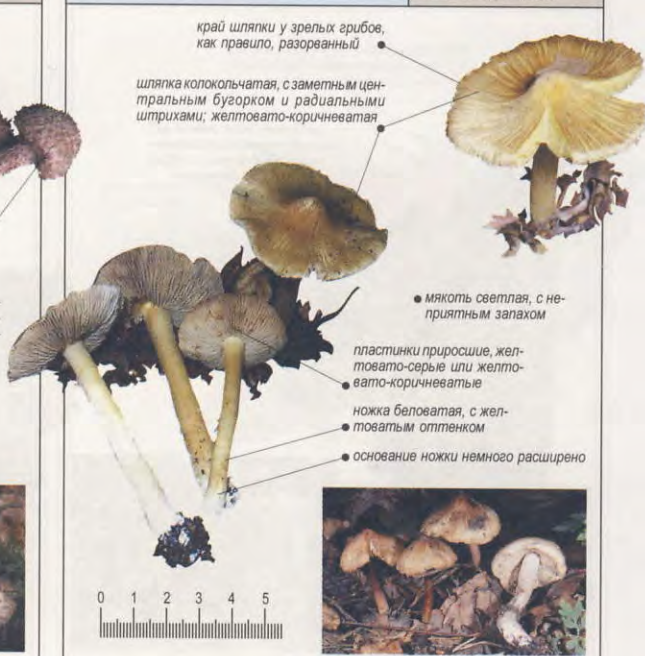 край шляпки у зрелых грибов,
как правило, разорванный
шляпка колокольчатая, с заметным цен-
тральным бугорком и радиальными
штрихами; желтовато-коричневатая
мякоть светлая, с не-
приятным запахом
пластинки приросшие, жел-
товато-серые или желто-
вато-коричневатые
ножка беловатая, с жел-
товатым оттенком
основание ножки немного расширено
0 1 2 3 4 5